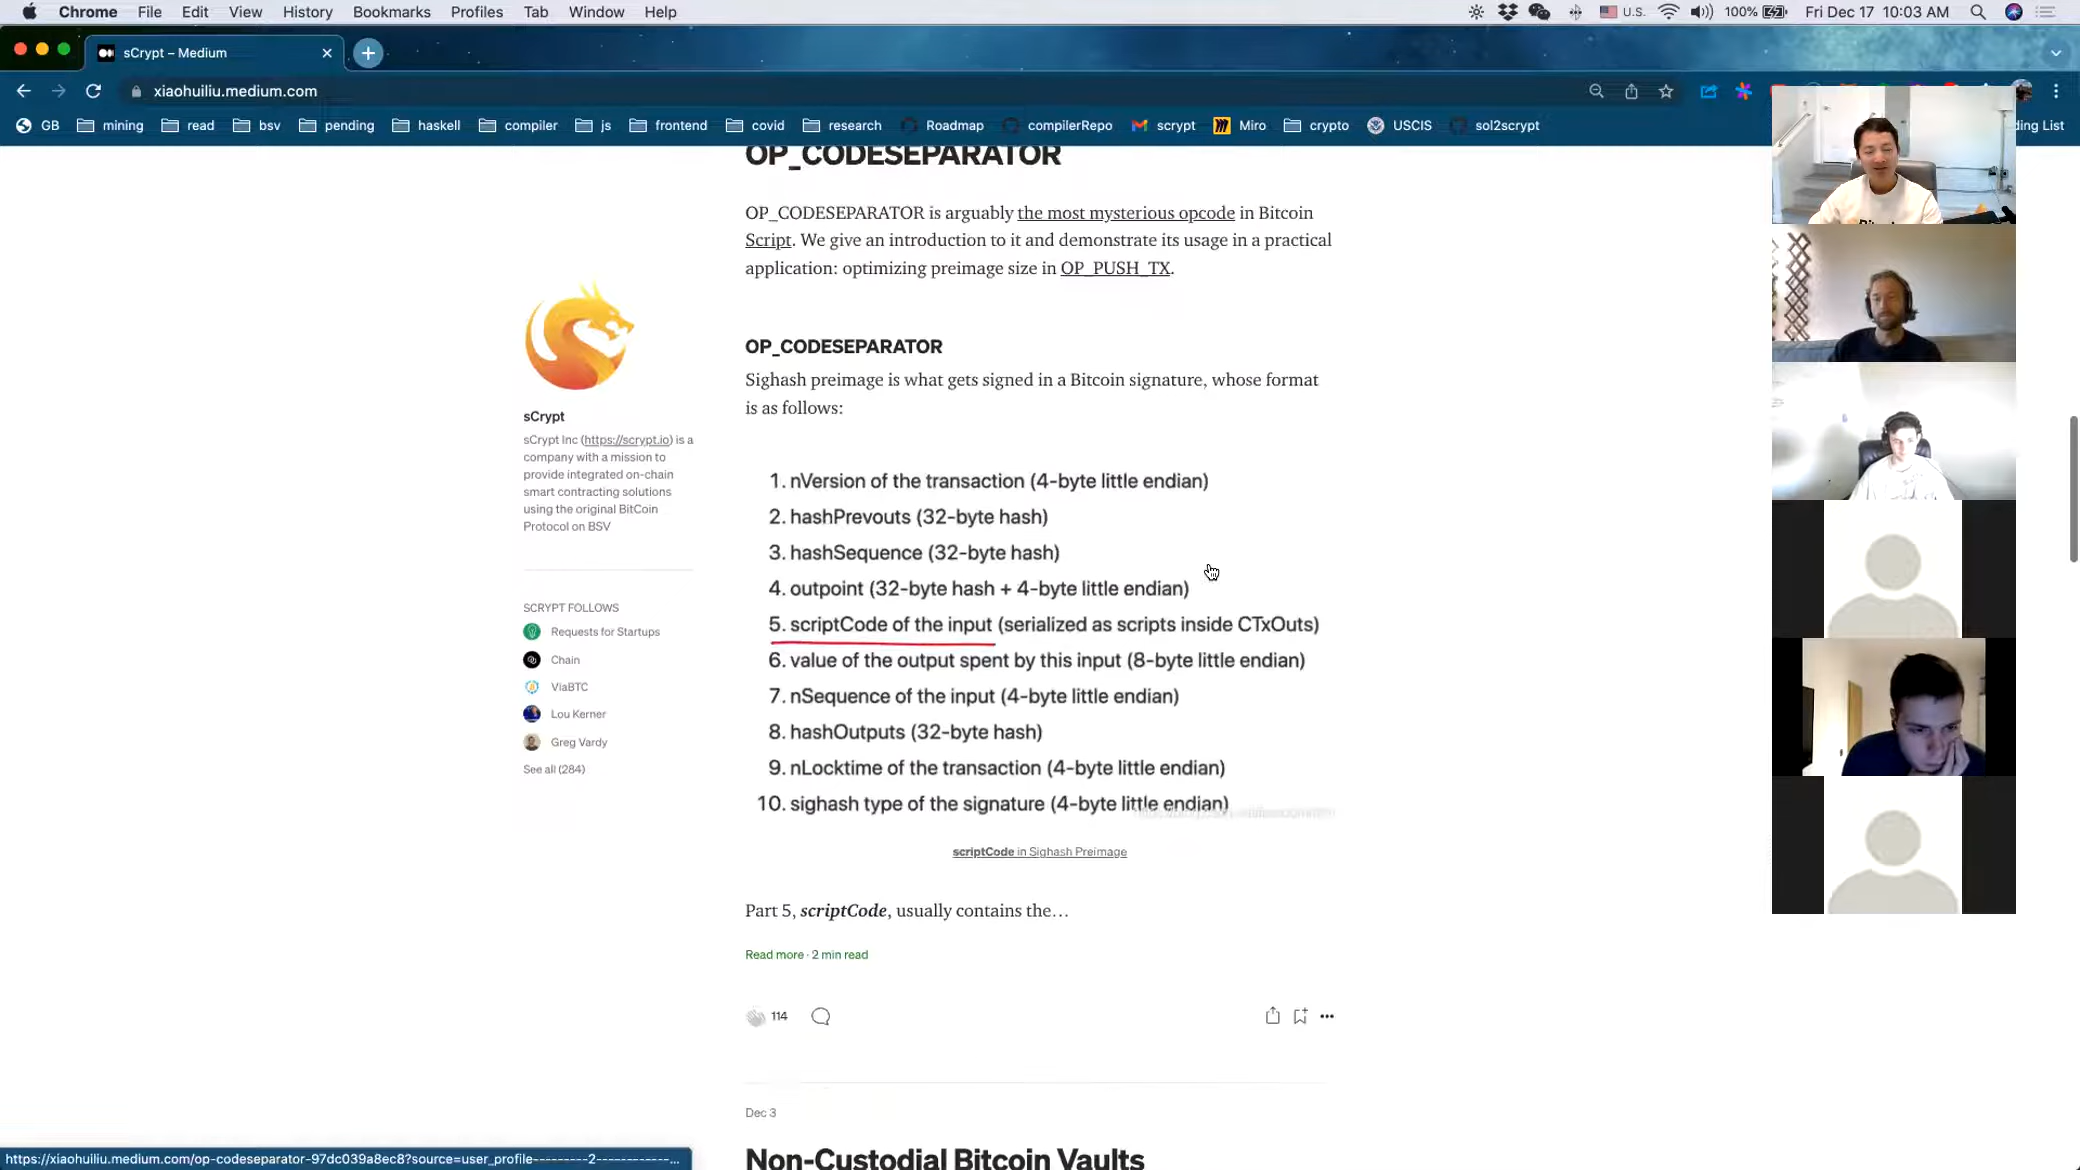 Chrome File Edit View History Bookmarks Profiles Tab Window Help
U.S. 100% Fri Dec 17 10:03 AM
sCrypt – Medium
xiaohuiliu.medium.com
GB mining read bsv pending haskell compiler js frontend covid research Roadmap compilerRepo scrypt Miro crypto USCIS sol2scrypt ding List
OP_CODESEPARATOR
OP_CODESEPARATOR is arguably the most mysterious opcode in Bitcoin
Script. We give an introduction to it and demonstrate its usage in a practical
application: optimizing preimage size in OP_PUSH_TX.
OP_CODESEPARATOR
Sighash preimage is what gets signed in a Bitcoin signature, whose format
is as follows:
1. nVersion of the transaction (4-byte little endian)
2. hashPrevouts (32-byte hash)
3. hashSequence (32-byte hash)
4. outpoint (32-byte hash + 4-byte little endian)
5. scriptCode of the input (serialized as scripts inside CTxOuts)
6. value of the output spent by this input (8-byte little endian)
7. nSequence of the input (4-byte little endian)
8. hashOutputs (32-byte hash)
9. nLocktime of the transaction (4-byte little endian)
10. sighash type of the signature (4-byte little endian)
scriptCode in Sighash Preimage
Part 5, scriptCode, usually contains the…
Read more · 2 min read
114
Dec 3
Non-Custodial Bitcoin Vaults
sCrypt
sCrypt Inc (https://scrypt.io) is a
company with a mission to
provide integrated on-chain
smart contracting solutions
using the original BitCoin
Protocol on BSV
SCRYPT FOLLOWS
Requests for Startups
Chain
ViaBTC
Lou Kerner
Greg Vardy
See all (284)
https://xiaohuiliu.medium.com/op-codeseparator-97dc039a8ec8?source=user_profile---------2------------...